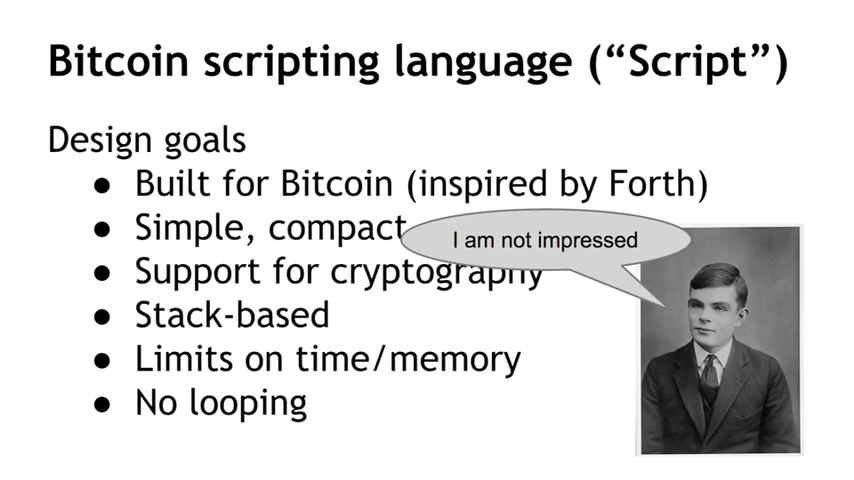 Bitcoin scripting language (“Script”)
Design goals
● Built for Bitcoin (inspired by Forth)
● Simple, compact
I am not impressed
● Support for cryptography
● Stack-based
● Limits on time/memory
● No looping